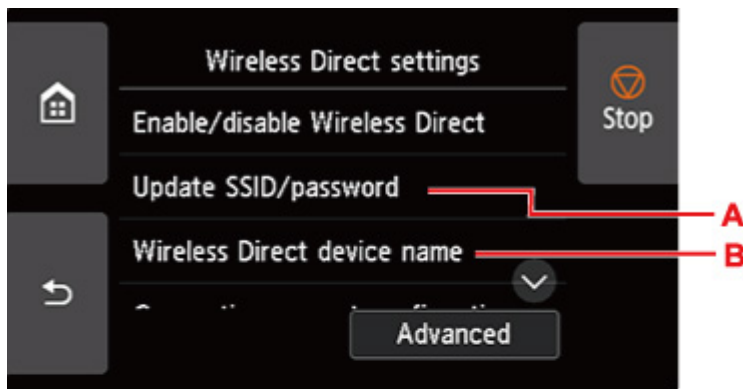 Wireless Direct settings
Stop
Enable/disable Wireless Direct
Update SSID/password
A
Wireless Direct device name
B
Advanced